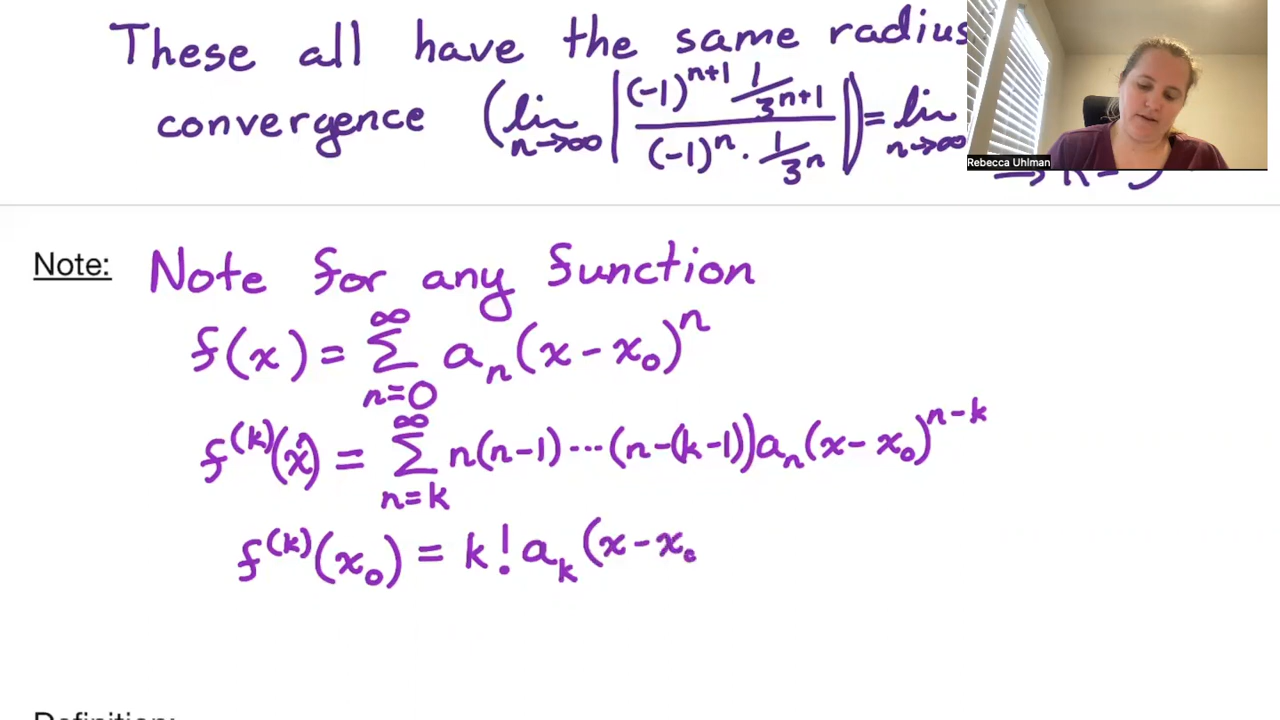 These all have the same radius
convergence (lim n→∞ |(-1)^{n+1} 1/3^{n+1} / (-1)^n · 1/3^n|) = lim n→∞
Rebecca Uhlman
Note: Note for any function
f(x) = ∑_{n=0}^{∞} a_n (x - x_0)^n
f^{(k)}(x) = ∑_{n=k}^{∞} n(n-1)···(n-(k-1)) a_n (x - x_0)^{n-k}
f^{(k)}(x_0) = k! a_k (x - x_0
Definition: